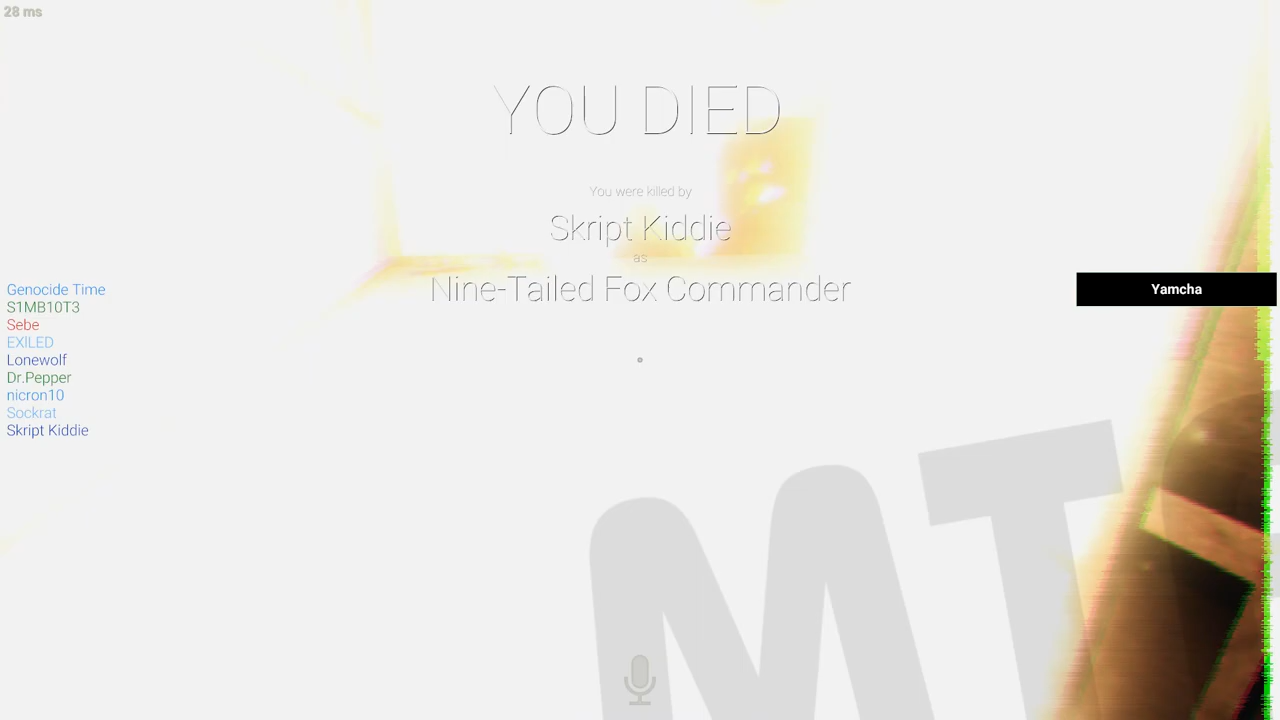 28 ms
YOU DIED
You were killed by
Skript Kiddie
as
Nine-Tailed Fox Commander
Genocide Time
S1MB10T3
Sebe
EXILED
Lonewolf
Dr.Pepper
nicron10
Sockrat
Skript Kiddie
Yamcha
MT